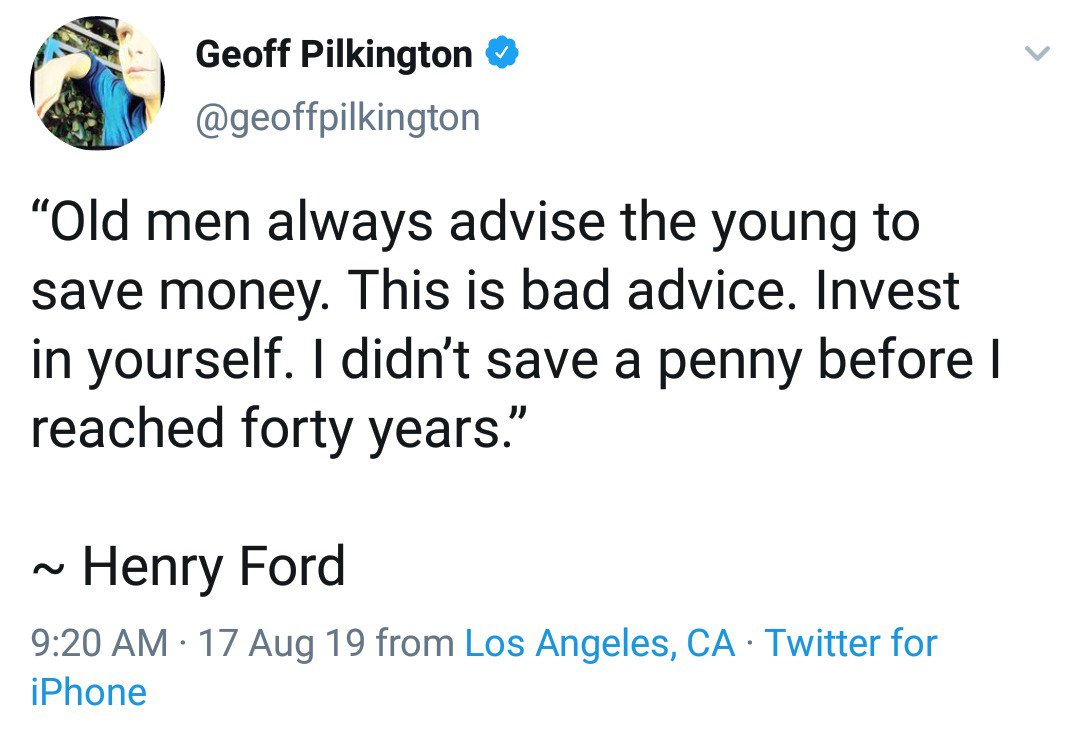 Geoff Pilkington
@geoffpilkington
“Old men always advise the young to
save money. This is bad advice. Invest
in yourself. I didn’t save a penny before I
reached forty years.”
~ Henry Ford
9:20 AM · 17 Aug 19 from Los Angeles, CA · Twitter for
iPhone